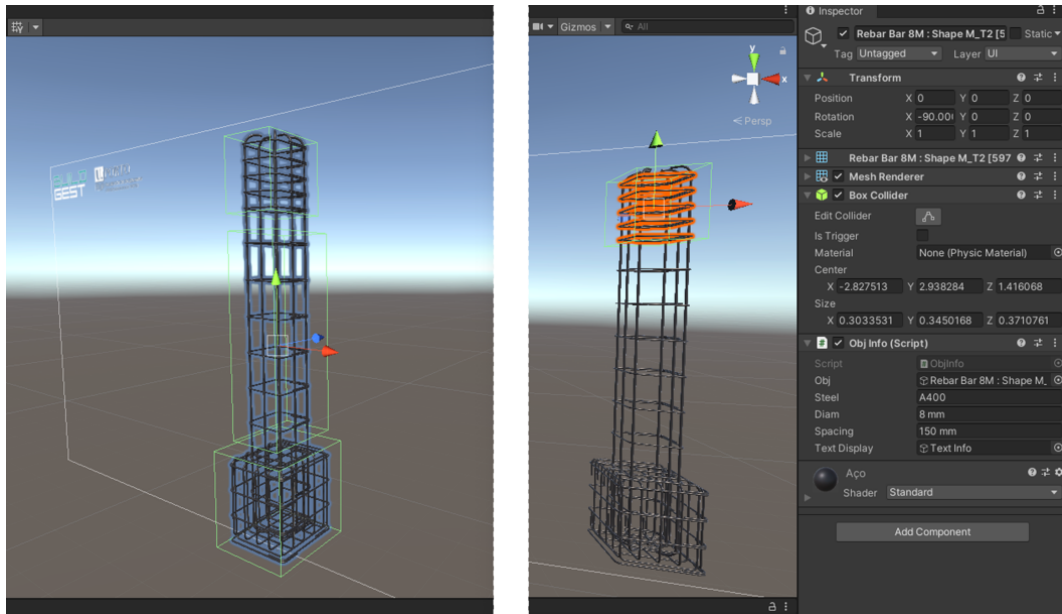 Y
BEST
Gizmos
All
y
x
Persp
Inspector
Rebar Bar 8M : Shape M_T2 [5
Static
Tag Untagged
Layer UI
Transform
Position X 0 Y 0 Z 0
Rotation X -90.00( Y 0 Z 0
Scale X 1 Y 1 Z 1
Rebar Bar 8M : Shape M_T2 [597
Mesh Renderer
Box Collider
Edit Collider
Is Trigger
Material None (Physic Material)
Center
X -2.827513 Y 2.938284 Z 1.416068
Size
X 0.3033531 Y 0.3450168 Z 0.3710761
# Obj Info (Script)
Script ObjInfo
Obj Rebar Bar 8M : Shape M_
Steel A400
Diam 8 mm
Spacing 150 mm
Text Display Text Info
Aço
Shader Standard
Add Component